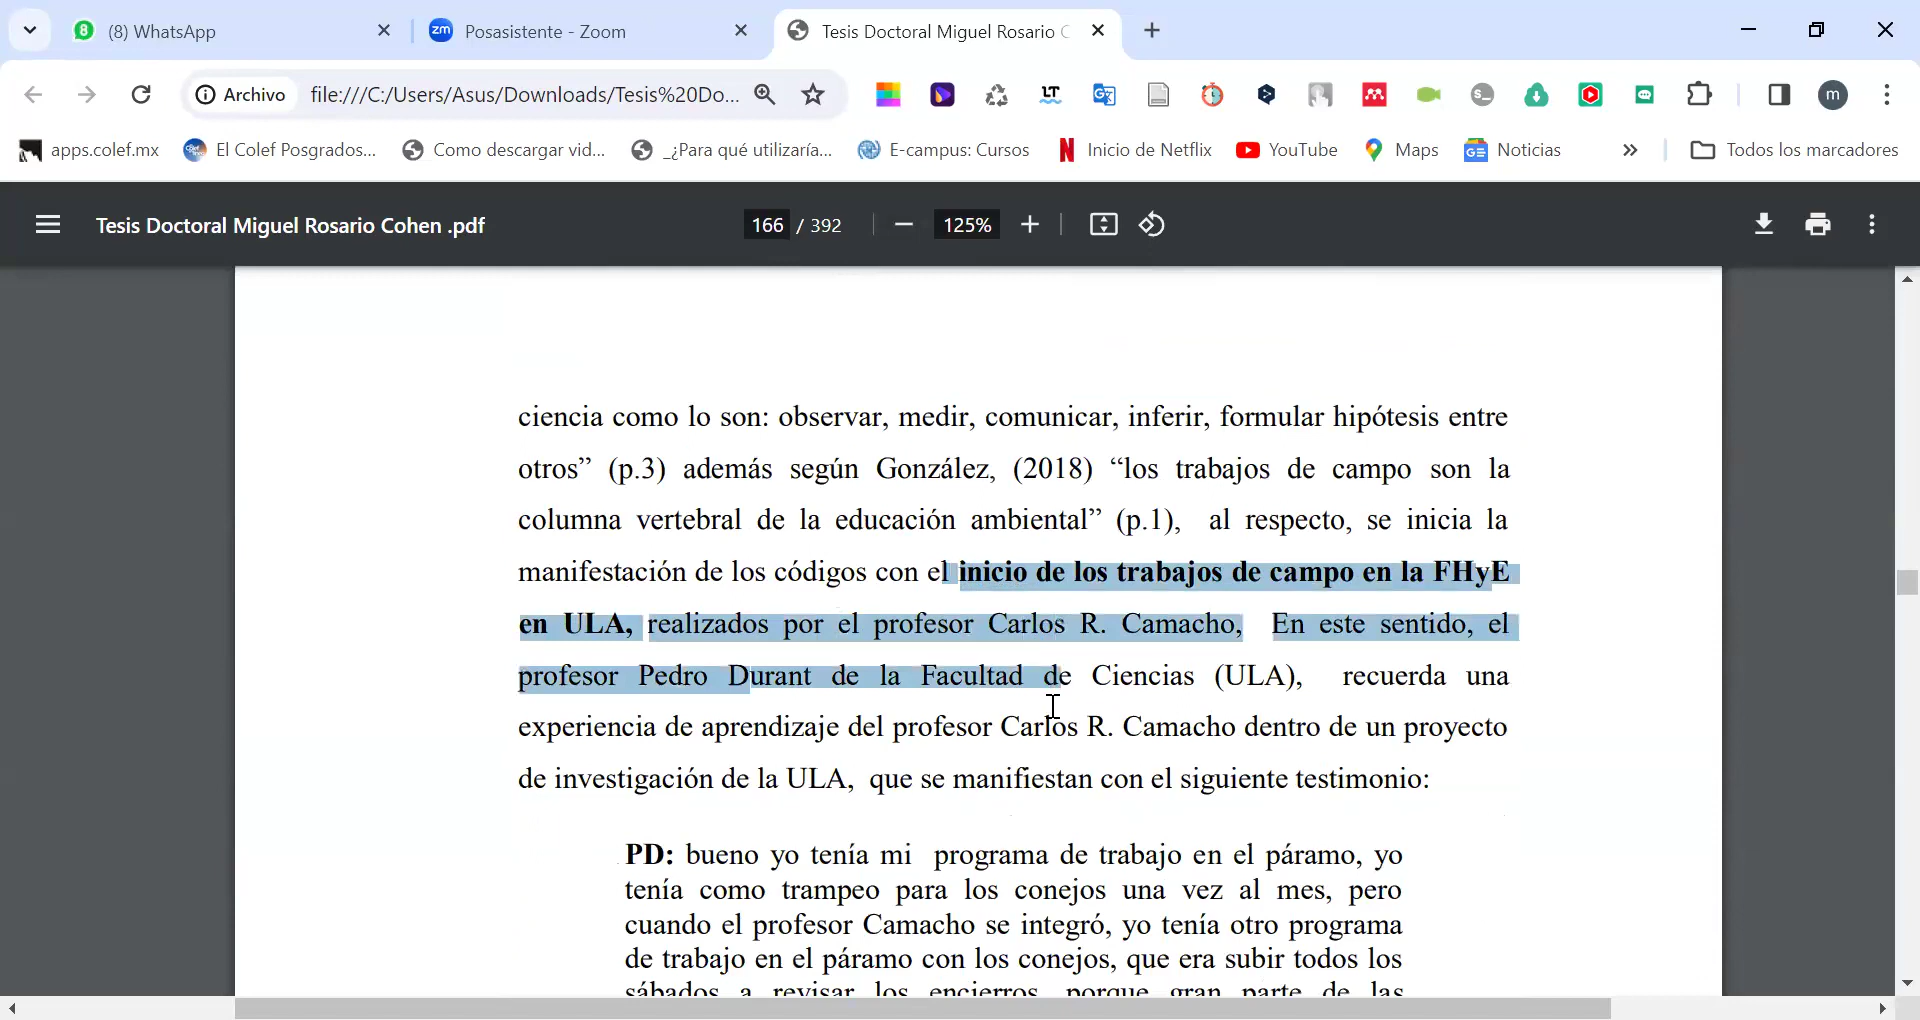 (8) WhatsApp
Posasistente - Zoom
Tesis Doctoral Miguel Rosario C
Archivo
file:///C:/Users/Asus/Downloads/Tesis%20Do...
apps.colef.mx
El Colef Posgrados...
Como descargar vid...
_¿Para qué utilizaría...
E-campus: Cursos
Inicio de Netflix
YouTube
Maps
Noticias
Todos los marcadores
Tesis Doctoral Miguel Rosario Cohen .pdf
166 / 392
125%
ciencia como lo son: observar, medir, comunicar, inferir, formular hipótesis entre
otros” (p.3) además según González, (2018) “los trabajos de campo son la
columna vertebral de la educación ambiental” (p.1), al respecto, se inicia la
manifestación de los códigos con el inicio de los trabajos de campo en la FHyE
en ULA, realizados por el profesor Carlos R. Camacho, En este sentido, el
profesor Pedro Durant de la Facultad de Ciencias (ULA), recuerda una
experiencia de aprendizaje del profesor Carlos R. Camacho dentro de un proyecto
de investigación de la ULA, que se manifiestan con el siguiente testimonio:
PD: bueno yo tenía mi programa de trabajo en el páramo, yo
tenía como trampeo para los conejos una vez al mes, pero
cuando el profesor Camacho se integró, yo tenía otro programa
de trabajo en el páramo con los conejos, que era subir todos los
sábados a revisar los encierros, porque gran parte de las